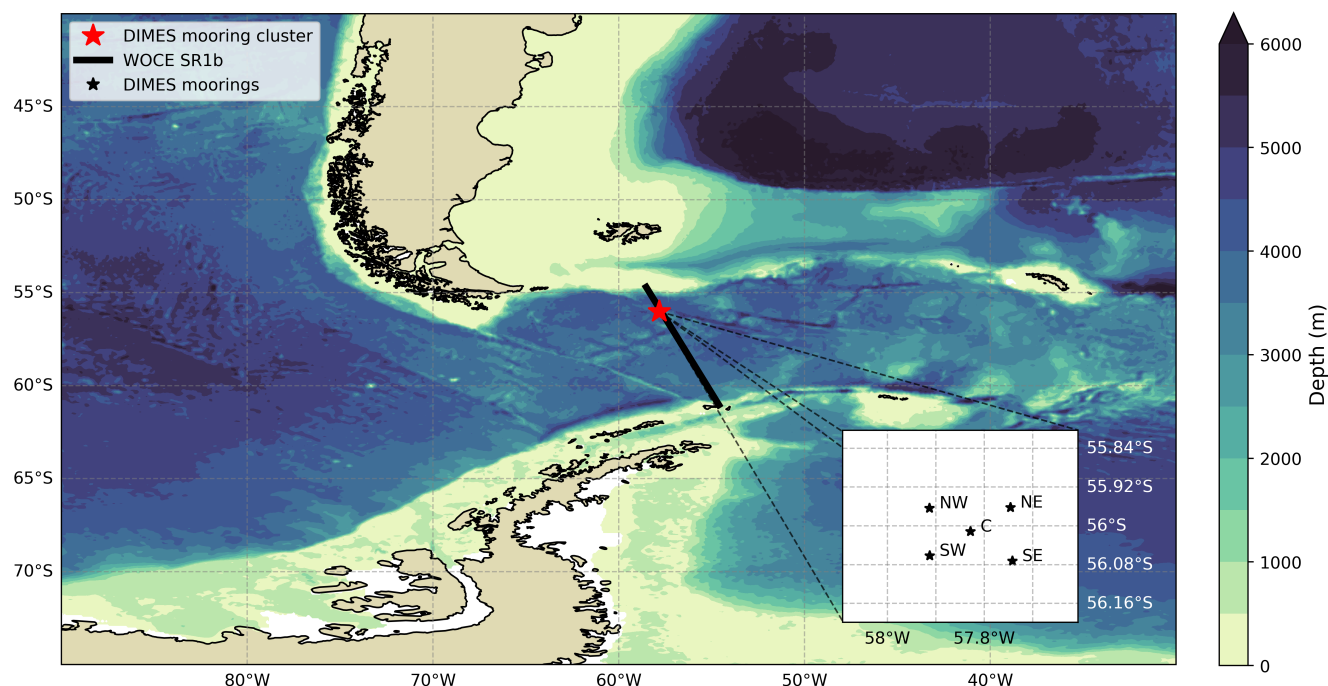 DIMES mooring cluster
WOCE SR1b
DIMES moorings
45°S
50°S
55°S
60°S
65°S
70°S
80°W
70°W
60°W
50°W
40°W
NW
NE
C
SW
SE
55.84°S
55.92°S
56°S
56.08°S
56.16°S
58°W
57.8°W
6000
5000
4000
3000
2000
1000
0
Depth (m)